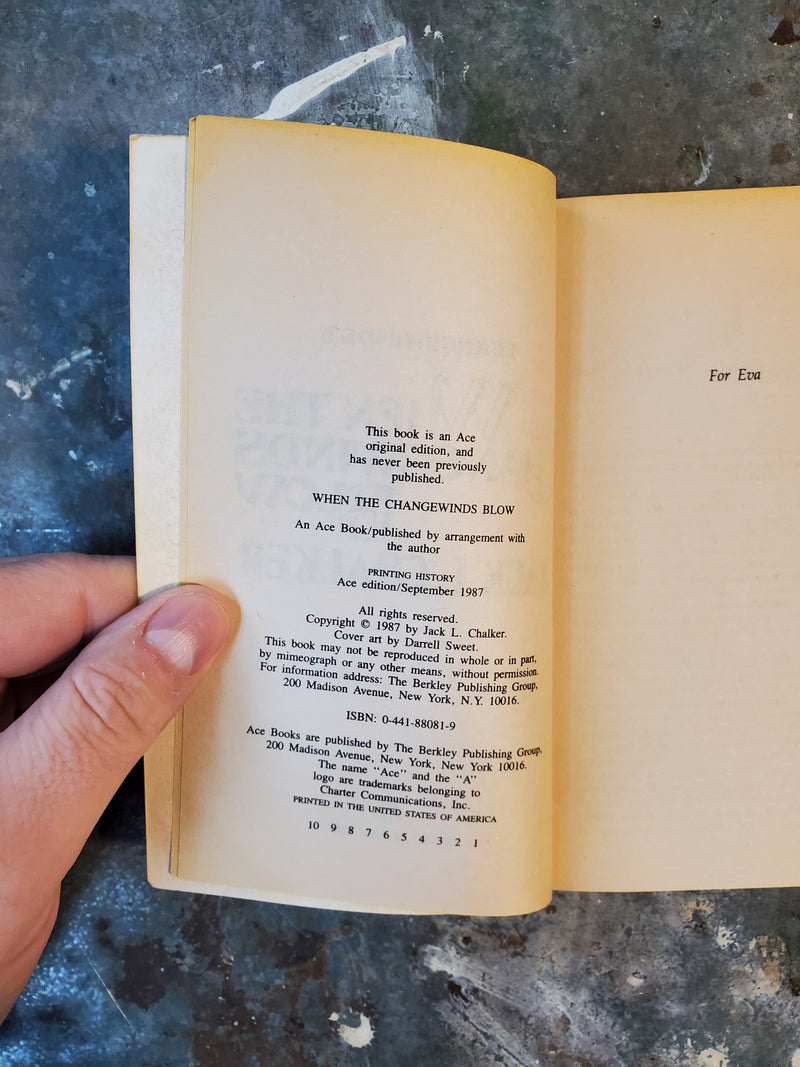 This book is an Ace
original edition, and
has never been previously
published.
WHEN THE CHANGEWINDS BLOW
An Ace Book/published by arrangement with
the author
PRINTING HISTORY
Ace edition/September 1987
All rights reserved.
Copyright © 1987 by Jack L. Chalker.
Cover art by Darrell Sweet.
This book may not be reproduced in whole or in part,
by mimeograph or any other means, without permission.
For information address: The Berkley Publishing Group,
200 Madison Avenue, New York, N.Y. 10016.
ISBN: 0-441-88081-9
Ace Books are published by The Berkley Publishing Group,
200 Madison Avenue, New York, New York 10016.
The name "Ace" and the "A"
logo are trademarks belonging to
Charter Communications, Inc.
PRINTED IN THE UNITED STATES OF AMERICA
10 9 8 7 6 5 4 3 2 1
For Eva